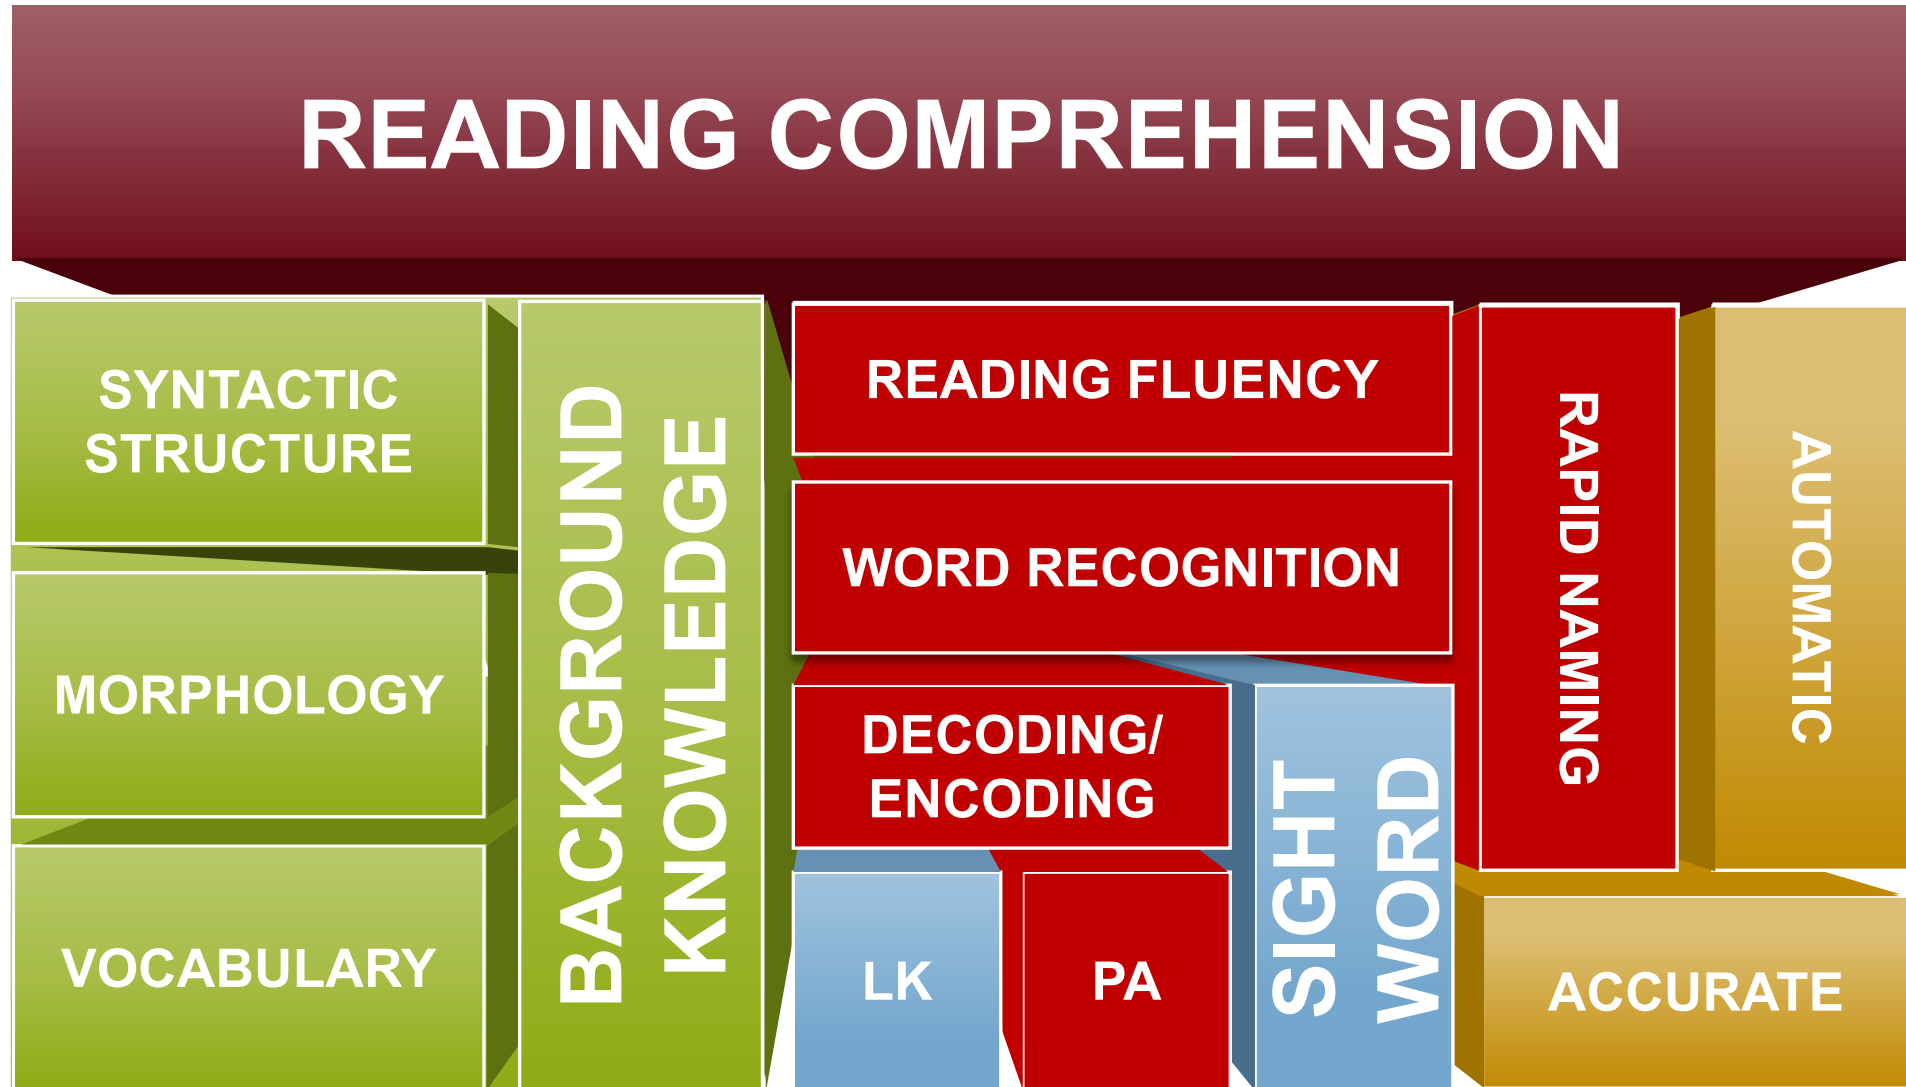 READING COMPREHENSION
SYNTACTIC
STRUCTURE
MORPHOLOGY
VOCABULARY
BACKGROUND
KNOWLEDGE
READING FLUENCY
WORD RECOGNITION
DECODING/
ENCODING
LK
PA
SIGHT
WORD
RAPID NAMING
AUTOMATIC
ACCURATE